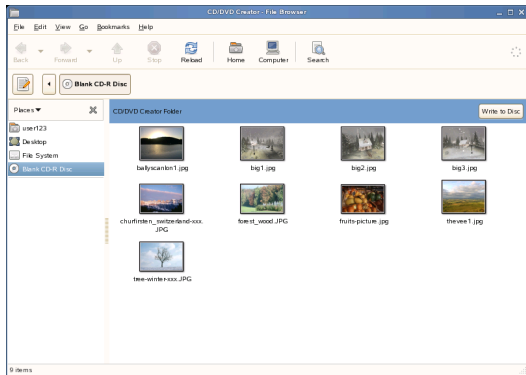 CD/DVD Creator - File Browser
File Edit View Go Bookmarks Help
Back Forward Up Stop Reload Home Computer Search
Blank CD-R Disc
Places CD/DVD Creator Folder Write to Disc
user123
Desktop
File System
Blank CD-R Disc
ballyscanlon1.jpg big1.jpg big2.jpg big3.jpg
churfirsten_switzerland-xxx.JPG forest_wood.JPG fruits-picture.jpg thevee1.jpg
tree-winter-xxx.JPG
9 items